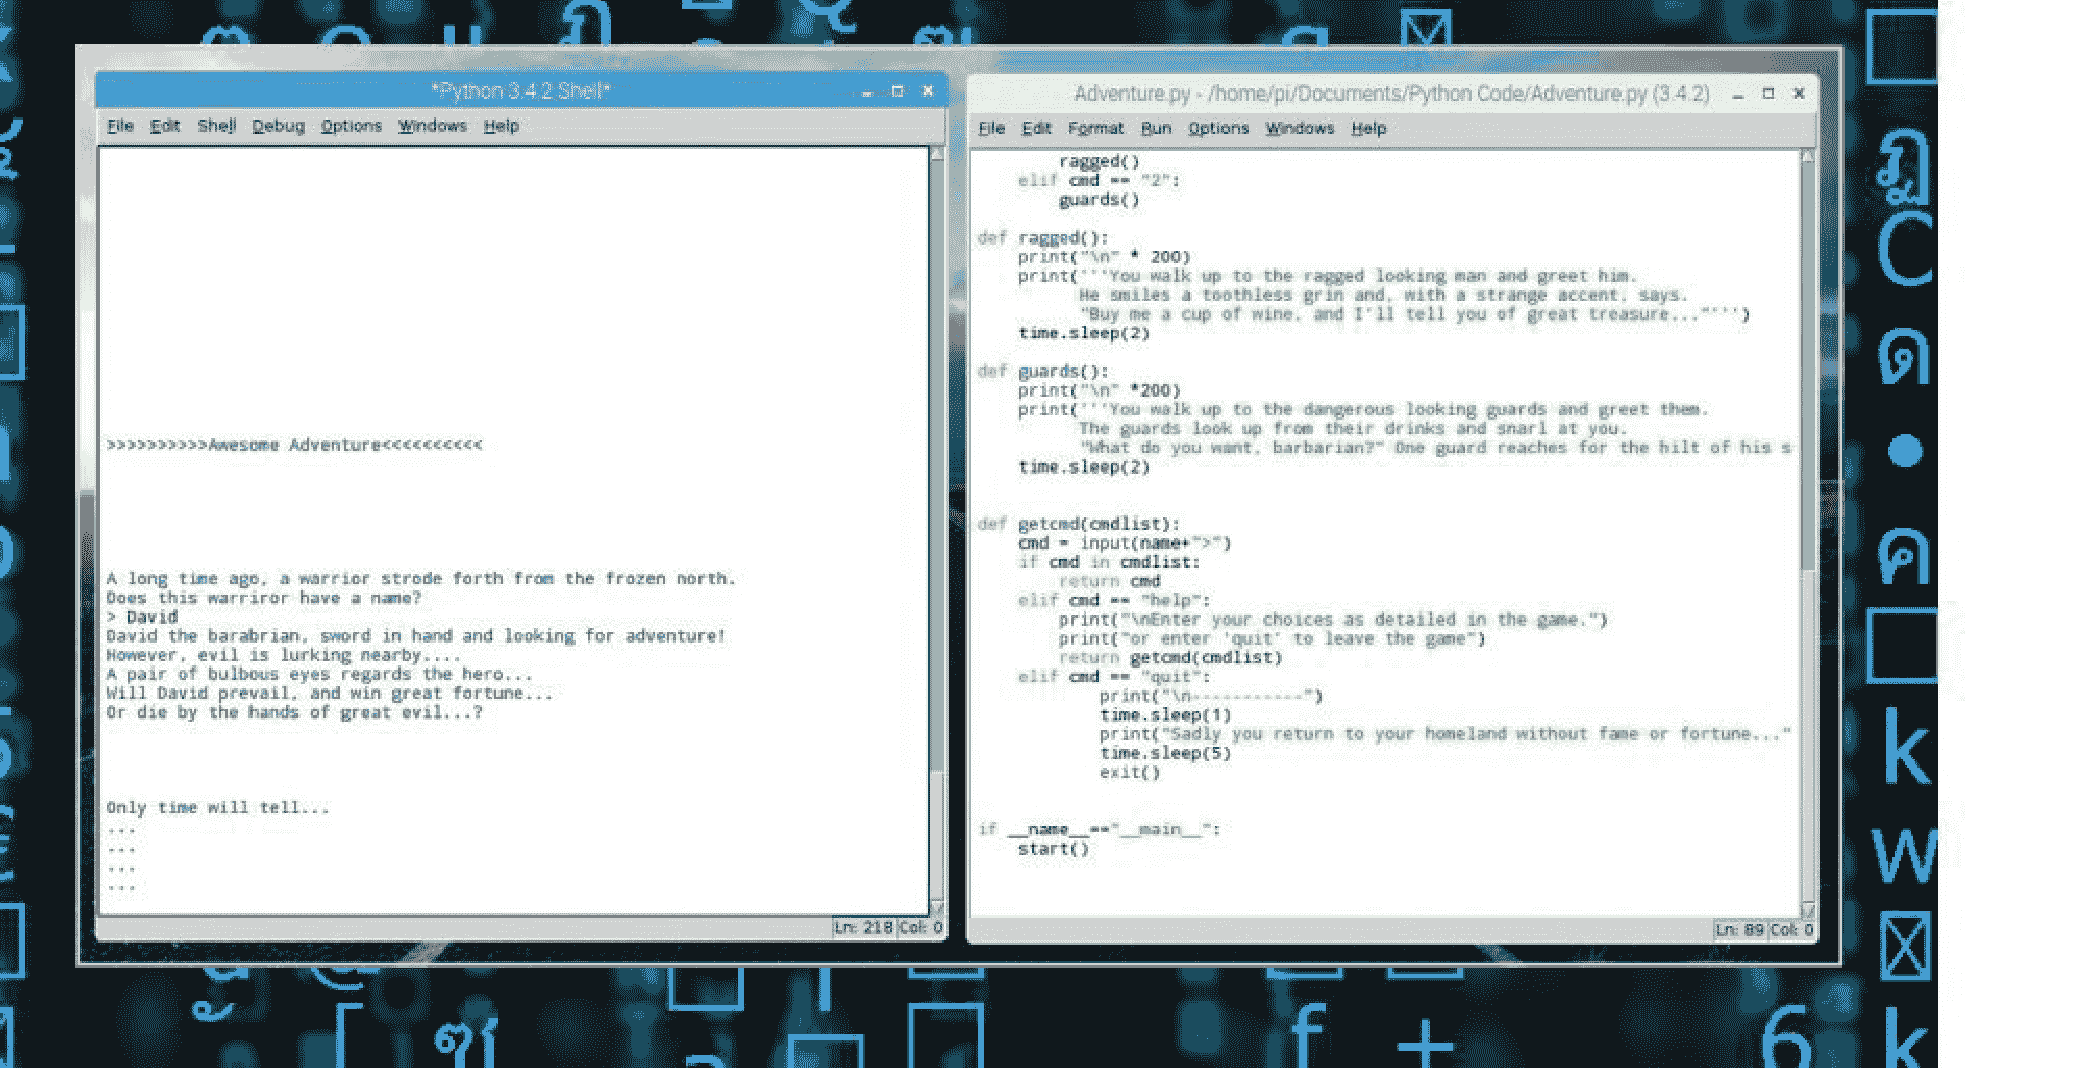 *Python 3.4.2 Shell*
File Edit Shell Debug Options Windows Help
>>>>>>>>>>Awesome Adventure<<<<<<<<<<
A long time ago, a warrior strode forth from the frozen north.
Does this warriror have a name?
> David
David the barabrian, sword in hand and looking for adventure!
However, evil is lurking nearby....
A pair of bulbous eyes regards the hero...
Will David prevail, and win great fortune...
Or die by the hands of great evil...?
Only time will tell...
...
...
...
...
Ln: 218 Col: 0
Adventure.py - /home/pi/Documents/Python Code/Adventure.py (3.4.2)
File Edit Format Run Options Windows Help
ragged()
elif cmd == "2":
guards()
def ragged():
print("\n" * 200)
print('''You walk up to the ragged looking man and greet him.
He smiles a toothless grin and, with a strange accent, says.
"Buy me a cup of wine, and I'll tell you of great treasure..."''')
time.sleep(2)
def guards():
print("\n" *200)
print('''You walk up to the dangerous looking guards and greet them.
The guards look up from their drinks and snarl at you.
"What do you want, barbarian?" One guard reaches for the hilt of his s
time.sleep(2)
def getcmd(cmdlist):
cmd = input(name+">")
if cmd in cmdlist:
return cmd
elif cmd == "help":
print("\nEnter your choices as detailed in the game.")
print("or enter 'quit' to leave the game")
return getcmd(cmdlist)
elif cmd == "quit":
print("\n-----------")
time.sleep(1)
print("Sadly you return to your homeland without fame or fortune..."
time.sleep(5)
exit()
if __name__=="__main__":
start()
Ln: 89 Col: 0